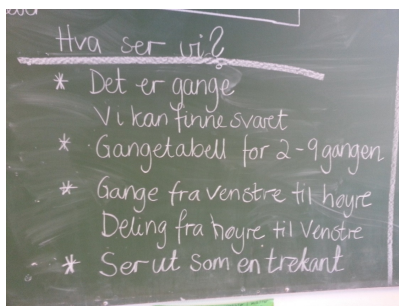 Hva ser vi?
* Det er gange
Vi kan finne svaret
* Gangetabell for 2-9 gangen
* Gange fra venstre til høyre
Deling fra høyre til venstre
* Ser ut som en trekant